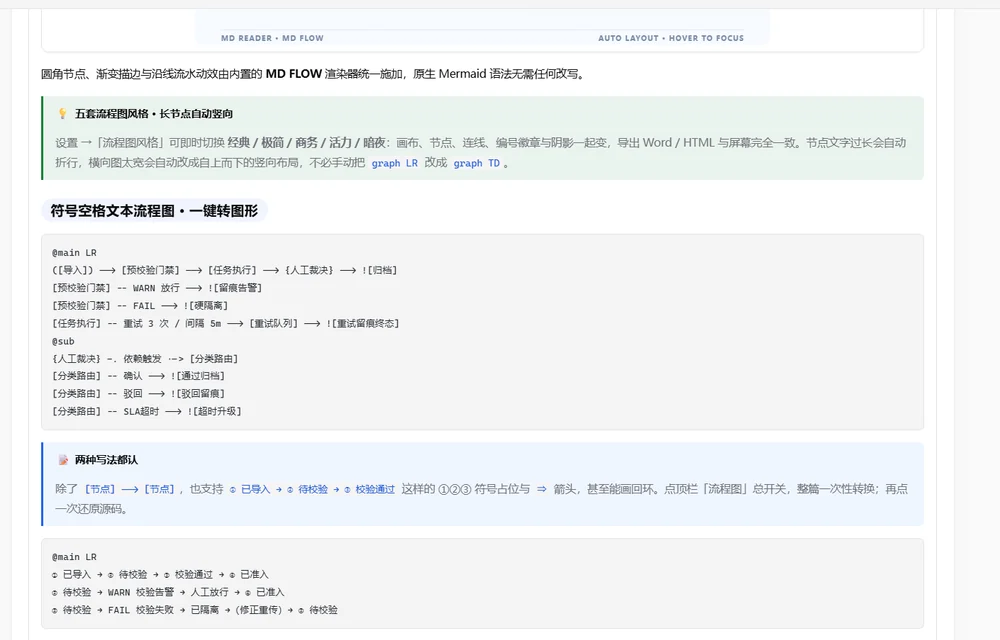 MD READER • MD FLOW
AUTO LAYOUT • HOVER TO FOCUS
圆角节点、渐变描边与沿线流水动效由内置的 MD FLOW 渲染器统一施加，原生 Mermaid 语法无需任何改写。
💡 五套流程图风格 • 长节点自动竖向
设置 → 「流程图风格」可即时切换 经典 / 极简 / 商务 / 活力 / 暗夜：画布、节点、连线、编号徽章与阴影一起变，导出 Word / HTML 与屏幕完全一致。节点文字过长会自动
折行，横向图太宽会自动改成自上而下的竖向布局，不必手动把 graph LR 改成 graph TD 。
符号空格文本流程图 • 一键转图形
@main LR
([导入]) --> [预校验门禁] --> [任务执行] --> {人工裁决} --> ![归档]
[预校验门禁] -- WARN 放行 --> ![留痕告警]
[预校验门禁] -- FAIL --> ![硬隔离]
[任务执行] -- 重试 3 次 / 间隔 5m --> [重试队列] --> ![重试留痕终态]
@sub
{人工裁决} -. 依赖触发 .-> [分类路由]
[分类路由] -- 确认 --> ![通过归档]
[分类路由] -- 驳回 --> ![驳回留痕]
[分类路由] -- SLA超时 --> ![超时升级]
📝 两种写法都认
除了 [节点] --> [节点] ，也支持 ① 已导入 → ② 待校验 → ③ 校验通过 这样的 ①②③ 符号占位与 ⇒ 箭头，甚至能画回环。点顶栏「流程图」总开关，整篇一次性转换；再点
一次还原源码。
@main LR
① 已导入 → ② 待校验 → ③ 校验通过 → ④ 已准入
② 待校验 → WARN 校验告警 → 人工放行 → ④ 已准入
② 待校验 → FAIL 校验失败 → 已隔离 → (修正重传) → ② 待校验